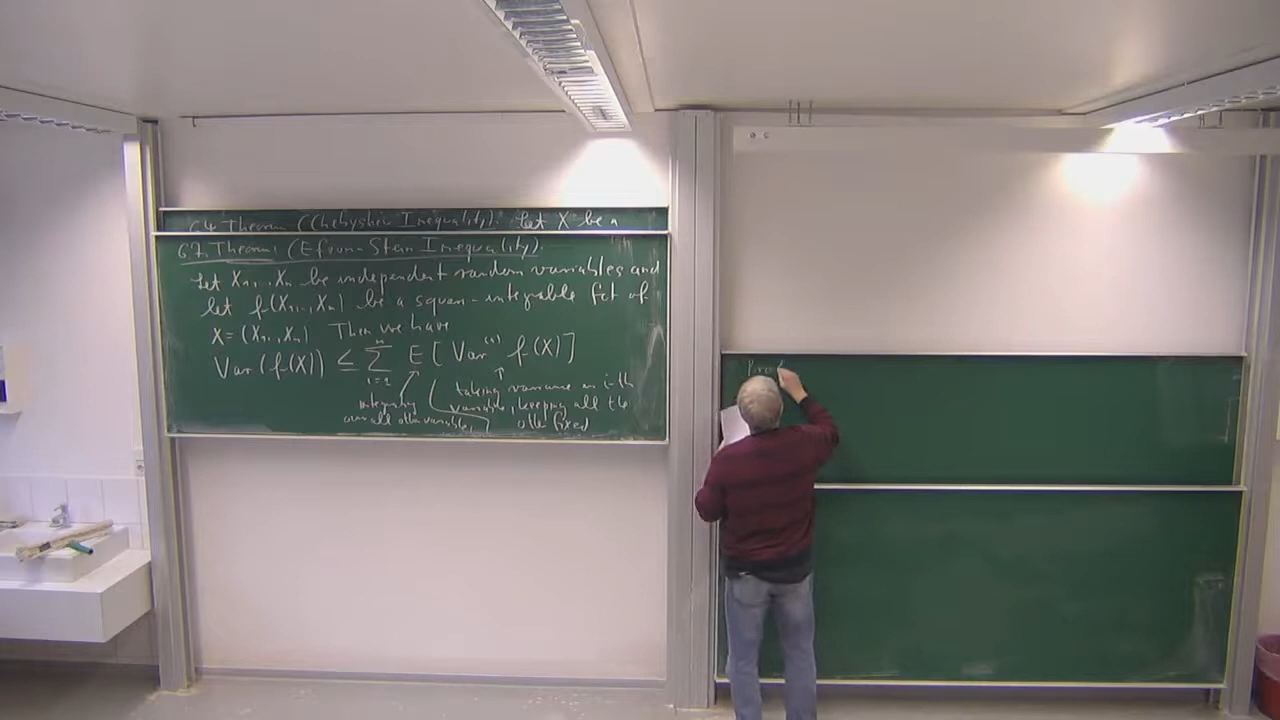 6.4 Theorem (Chebyshev Inequality). Let X be a
6.7. Theorem: (Efron-Stein Inequality).
Let X₁,..., Xₙ be independent random variables and
let f(X₁,..., Xₙ) be a square-integrable fct of
X = (X₁,..., Xₙ) Then we have
Var(f(X)) ≤ ∑ᵢ₌₁ⁿ E[Var⁽ⁱ⁾ f(X)]
integrating over all other variables
taking variance in i-th variable, keeping all the other fixed
Proof